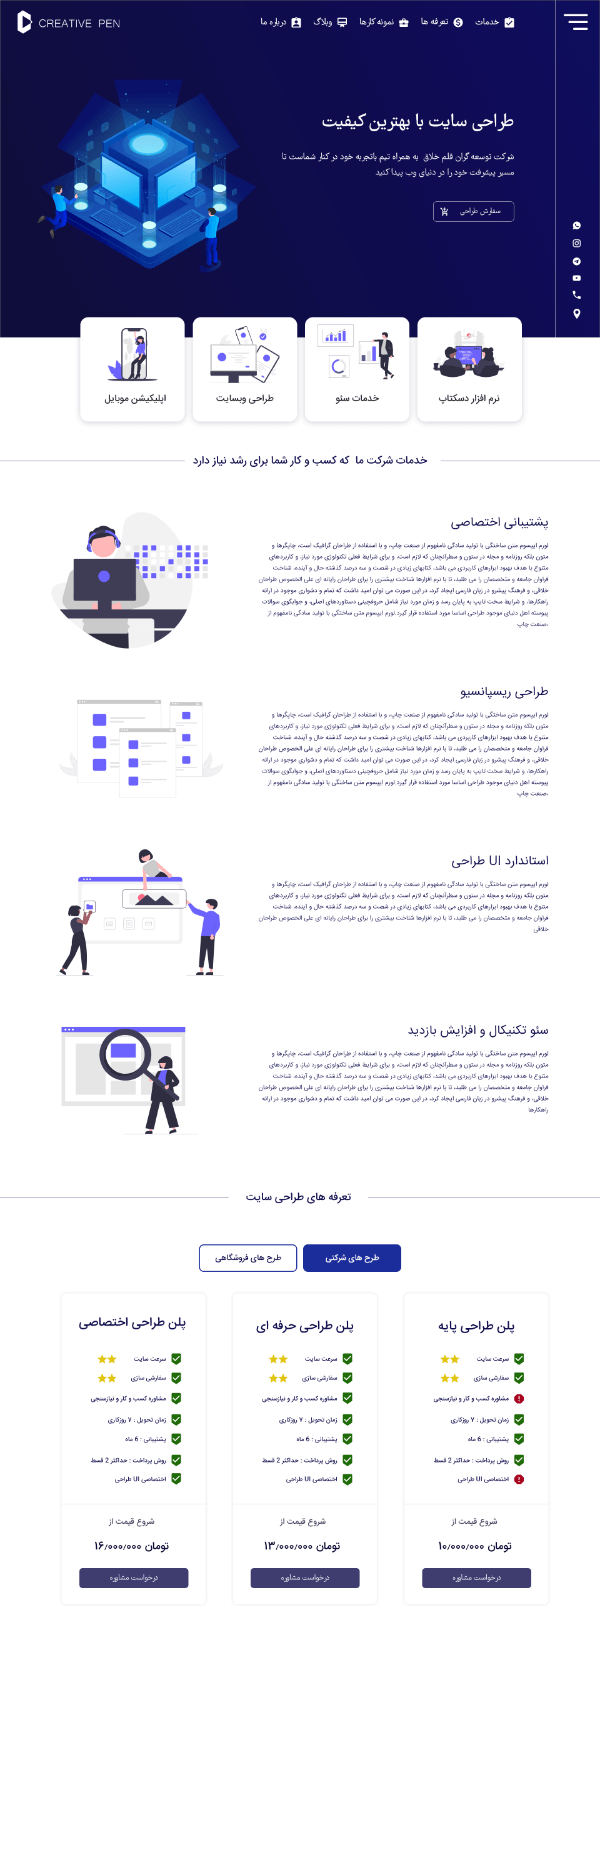 CREATIVE PEN
خدمات
تعرفه ها
نمونه کارها
وبلاگ
درباره ما
طراحی سایت با بهترین کیفیت
شرکت توسعه گران قلم خلاق به همراه تیم باتجربه خود در کنار شماست تا
مسیر پیشرفت خود را در دنیای وب پیدا کنید
سفارش طراحی
نرم افزار دسکتاپ
خدمات سئو
طراحی وبسایت
اپلیکیشن موبایل
خدمات شرکت ما که کسب و کار شما برای رشد نیاز دارد
پشتیبانی اختصاصی
لورم ایپسوم متن ساختگی با تولید سادگی نامفهوم از صنعت چاپ، و با استفاده از طراحان گرافیک است، چاپگرها و
متون بلکه روزنامه و مجله در ستون و سطرآنچنان که لازم است، و برای شرایط فعلی تکنولوژی مورد نیاز، و کاربردهای
متنوع با هدف بهبود ابزارهای کاربردی می باشد، کتابهای زیادی در شصت و سه درصد گذشته حال و آینده، شناخت
فراوان جامعه و متخصصان را می طلبد، تا با نرم افزارها شناخت بیشتری را برای طراحان رایانه ای علی الخصوص طراحان
خلاقی، و فرهنگ پیشرو در زبان فارسی ایجاد کرد، در این صورت می توان امید داشت که تمام و دشواری موجود در ارائه
راهکارها، و شرایط سخت تایپ به پایان رسد و زمان مورد نیاز شامل حروفچینی دستاوردهای اصلی، و جوابگوی سوالات
پیوسته اهل دنیای موجود طراحی اساسا مورد استفاده قرار گیرد.لورم ایپسوم متن ساختگی با تولید سادگی نامفهوم از
صنعت چاپ،
طراحی ریسپانسیو
لورم ایپسوم متن ساختگی با تولید سادگی نامفهوم از صنعت چاپ، و با استفاده از طراحان گرافیک است، چاپگرها و
متون بلکه روزنامه و مجله در ستون و سطرآنچنان که لازم است، و برای شرایط فعلی تکنولوژی مورد نیاز، و کاربردهای
متنوع با هدف بهبود ابزارهای کاربردی می باشد، کتابهای زیادی در شصت و سه درصد گذشته حال و آینده، شناخت
فراوان جامعه و متخصصان را می طلبد، تا با نرم افزارها شناخت بیشتری را برای طراحان رایانه ای علی الخصوص طراحان
خلاقی، و فرهنگ پیشرو در زبان فارسی ایجاد کرد، در این صورت می توان امید داشت که تمام و دشواری موجود در ارائه
راهکارها، و شرایط سخت تایپ به پایان رسد و زمان مورد نیاز شامل حروفچینی دستاوردهای اصلی، و جوابگوی سوالات
پیوسته اهل دنیای موجود طراحی اساسا مورد استفاده قرار گیرد.لورم ایپسوم متن ساختگی با تولید سادگی نامفهوم از
صنعت چاپ،
استاندارد UI طراحی
لورم ایپسوم متن ساختگی با تولید سادگی نامفهوم از صنعت چاپ، و با استفاده از طراحان گرافیک است، چاپگرها و
متون بلکه روزنامه و مجله در ستون و سطرآنچنان که لازم است، و برای شرایط فعلی تکنولوژی مورد نیاز، و کاربردهای
متنوع با هدف بهبود ابزارهای کاربردی می باشد، کتابهای زیادی در شصت و سه درصد گذشته حال و آینده، شناخت
فراوان جامعه و متخصصان را می طلبد، تا با نرم افزارها شناخت بیشتری را برای طراحان رایانه ای علی الخصوص طراحان
خلاقی
سئو تکنیکال و افزایش بازدید
لورم ایپسوم متن ساختگی با تولید سادگی نامفهوم از صنعت چاپ، و با استفاده از طراحان گرافیک است، چاپگرها و
متون بلکه روزنامه و مجله در ستون و سطرآنچنان که لازم است، و برای شرایط فعلی تکنولوژی مورد نیاز، و کاربردهای
متنوع با هدف بهبود ابزارهای کاربردی می باشد، کتابهای زیادی در شصت و سه درصد گذشته حال و آینده، شناخت
فراوان جامعه و متخصصان را می طلبد، تا با نرم افزارها شناخت بیشتری را برای طراحان رایانه ای علی الخصوص طراحان
خلاقی، و فرهنگ پیشرو در زبان فارسی ایجاد کرد، در این صورت می توان امید داشت که تمام و دشواری موجود در ارائه
راهکارها
تعرفه های طراحی سایت
طرح های شرکتی
طرح های فروشگاهی
پلن طراحی پایه
سرعت سایت
سفارشی سازی
مشاوره کسب و کار و نیازسنجی
زمان تحویل : ۷ روزکاری
پشتیبانی : 6 ماه
روش پرداخت : حداکثر 2 قسط
اختصاصی UI طراحی
شروع قیمت از
تومان ۱۰/۰۰۰/۰۰۰
درخواست مشاوره
پلن طراحی حرفه ای
سرعت سایت
سفارشی سازی
مشاوره کسب و کار و نیازسنجی
زمان تحویل : ۷ روزکاری
پشتیبانی : 6 ماه
روش پرداخت : حداکثر 2 قسط
اختصاصی UI طراحی
شروع قیمت از
تومان ۱۳/۰۰۰/۰۰۰
درخواست مشاوره
پلن طراحی اختصاصی
سرعت سایت
سفارشی سازی
مشاوره کسب و کار و نیازسنجی
زمان تحویل : ۷ روزکاری
پشتیبانی : 6 ماه
روش پرداخت : حداکثر 2 قسط
اختصاصی UI طراحی
شروع قیمت از
تومان ۱۶/۰۰۰/۰۰۰
درخواست مشاوره